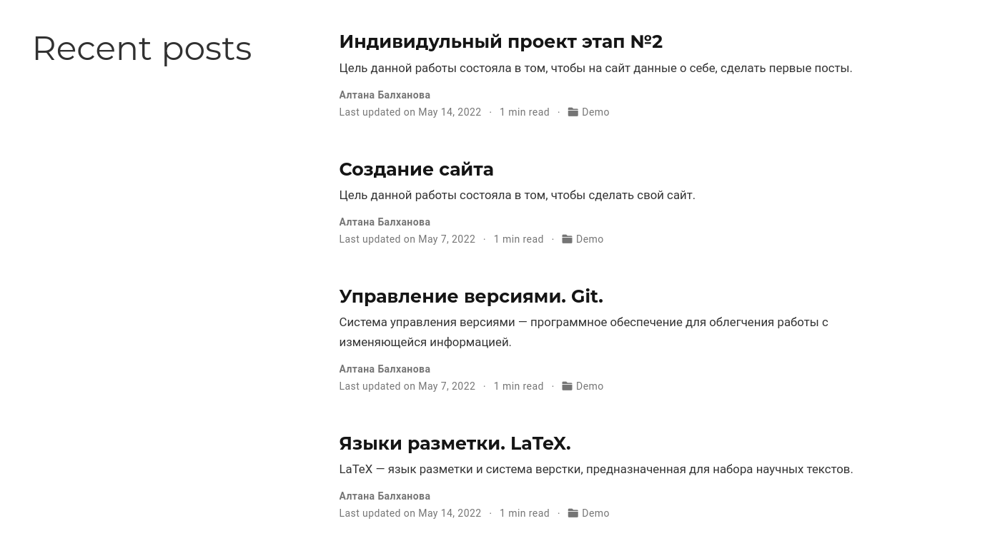 Recent posts
Индивидульный проект этап №2
Цель данной работы состояла в том, чтобы на сайт данные о себе, сделать первые посты.
Алтана Балханова
Last updated on May 14, 2022 · 1 min read · Demo
Создание сайта
Цель данной работы состояла в том, чтобы сделать свой сайт.
Алтана Балханова
Last updated on May 7, 2022 · 1 min read · Demo
Управление версиями. Git.
Система управления версиями — программное обеспечение для облегчения работы с
изменяющейся информацией.
Алтана Балханова
Last updated on May 7, 2022 · 1 min read · Demo
Языки разметки. LaTeX.
LaTeX — язык разметки и система верстки, предназначенная для набора научных текстов.
Алтана Балханова
Last updated on May 14, 2022 · 1 min read · Demo